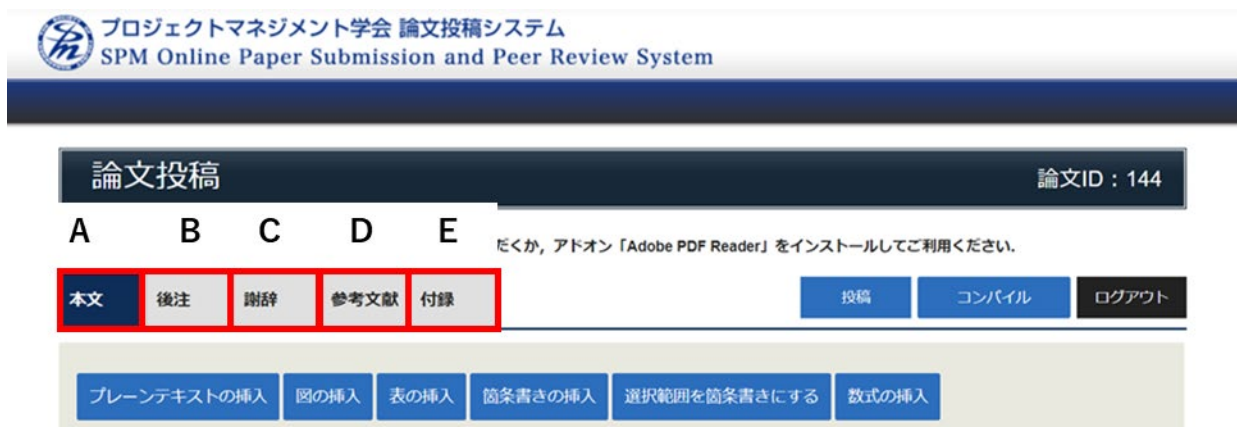 プロジェクトマネジメント学会 論文投稿システム
SPM Online Paper Submission and Peer Review System
論文投稿 論文ID：144
A B C D E
だくか，アドオン「Adobe PDF Reader」をインストールしてご利用ください．
本文 後注 謝辞 参考文献 付録 投稿 コンパイル ログアウト
プレーンテキストの挿入 図の挿入 表の挿入 箇条書きの挿入 選択範囲を箇条書きにする 数式の挿入